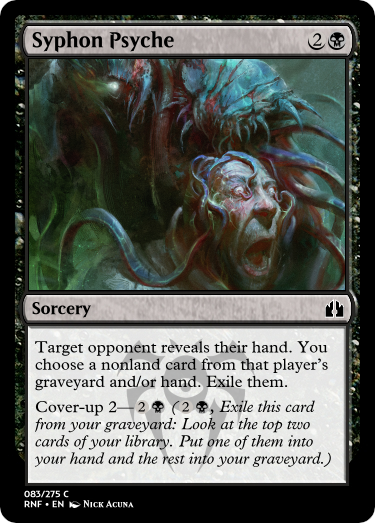 Syphon Psyche 2
Sorcery
Target opponent reveals their hand. You
choose a nonland card from that player's
graveyard and/or hand. Exile them.
Cover-up 2—2 ( 2 , Exile this card
from your graveyard: Look at the top two
cards of your library. Put one of them into
your hand and the rest into your graveyard.)
083/275 C
RNF • EN Nick Acuna